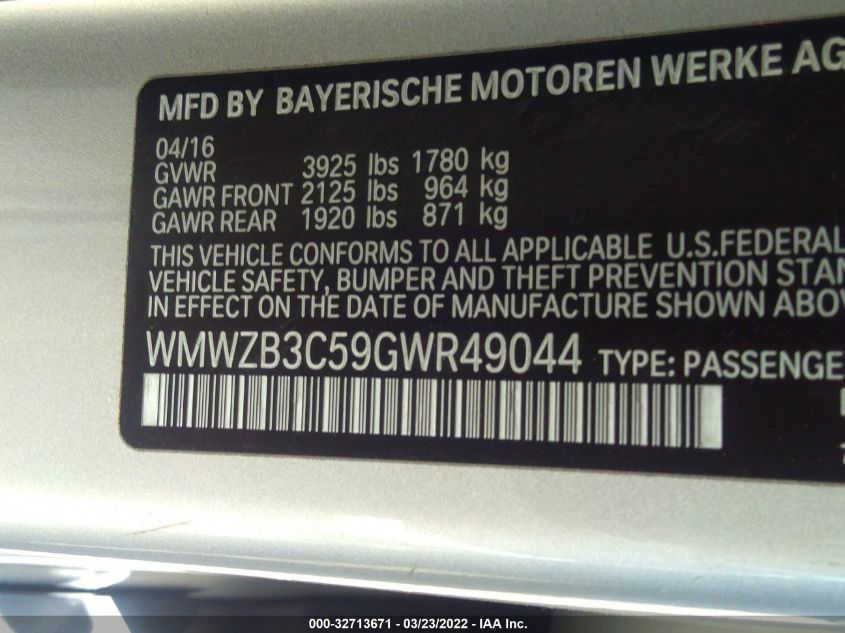 MFD BY BAYERISCHE MOTOREN WERKE AG
04/16
GVWR 3925 lbs 1780 kg
GAWR FRONT 2125 lbs 964 kg
GAWR REAR 1920 lbs 871 kg
THIS VEHICLE CONFORMS TO ALL APPLICABLE U.S.FEDERAL
VEHICLE SAFETY, BUMPER AND THEFT PREVENTION STAN
IN EFFECT ON THE DATE OF MANUFACTURE SHOWN ABOV
WMWZB3C59GWR49044 TYPE: PASSENGE
000-32713671 - 03/23/2022 - IAA Inc.